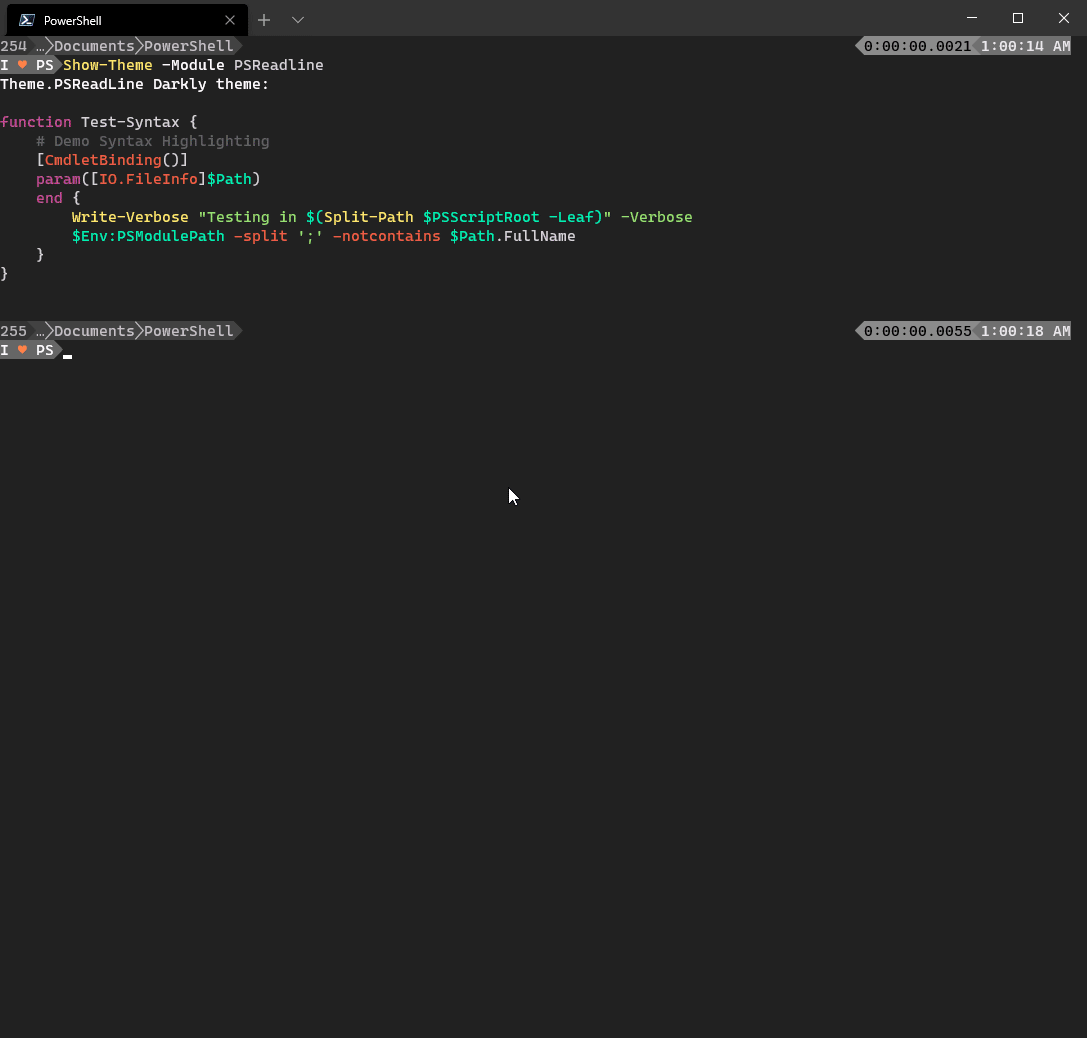 PowerShell
254 …Documents PowerShell 0:00:00.0021 1:00:14 AM
I ♥ PS Show-Theme -Module PSReadline
Theme.PSReadLine Darkly theme:
function Test-Syntax {
# Demo Syntax Highlighting
[CmdletBinding()]
param([IO.FileInfo]$Path)
end {
Write-Verbose "Testing in $(Split-Path $PSScriptRoot -Leaf)" -Verbose
$Env:PSModulePath -split ';' -notcontains $Path.FullName
}
}
255 …Documents PowerShell 0:00:00.0055 1:00:18 AM
I ♥ PS